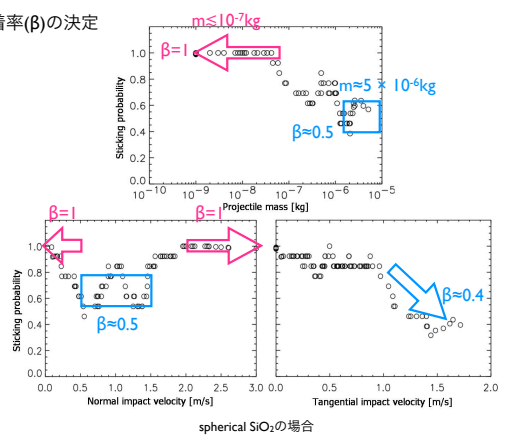 着率(β)の決定
m≲10⁻⁷kg
β=1
m≈5 × 10⁻⁶kg
β≈0.5
Sticking probability
1.0
0.8
0.6
0.4
0.2
0.0
10⁻¹⁰ 10⁻⁹ 10⁻⁸ 10⁻⁷ 10⁻⁶ 10⁻⁵
Projectile mass [kg]
β=1 β=1
β≈0.5
Sticking probability
1.0
0.8
0.6
0.4
0.2
0.0
0.0 0.5 1.0 1.5 2.0 2.5 3.0
Normal impact velocity [m/s]
β≈0.4
0.0 0.5 1.0 1.5 2.0
Tangential impact velocity [m/s]
spherical SiO₂の場合